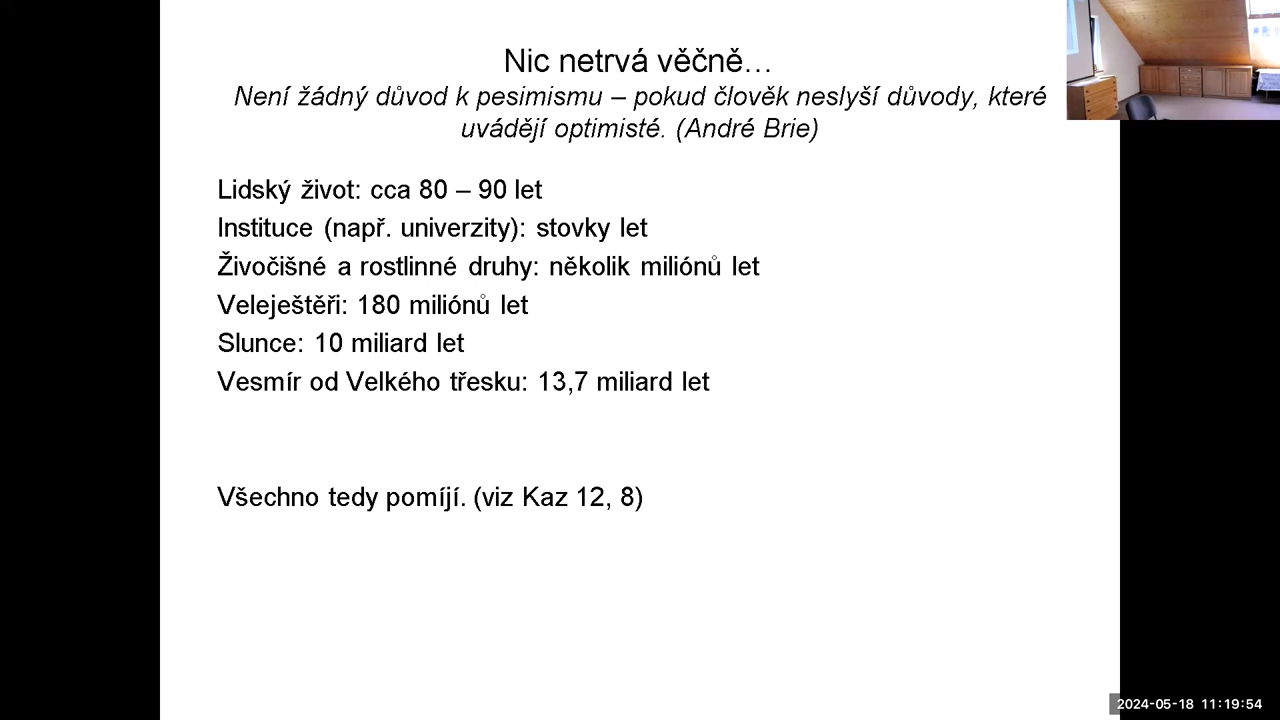 Nic netrvá věčně…
Není žádný důvod k pesimismu – pokud člověk neslyší důvody, které
uvádějí optimisté. (André Brie)
Lidský život: cca 80 – 90 let
Instituce (např. univerzity): stovky let
Živočišné a rostlinné druhy: několik miliónů let
Veleještěři: 180 miliónů let
Slunce: 10 miliard let
Vesmír od Velkého třesku: 13,7 miliard let
Všechno tedy pomíjí. (viz Kaz 12, 8)
2024-05-18 11:19:54